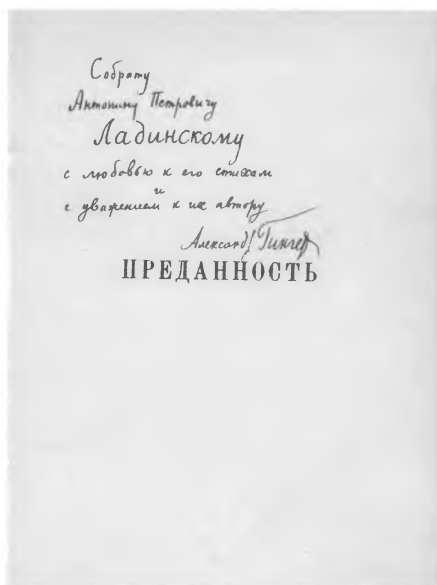 Собрату
Антонину Петровичу
Ладинскому
с любовью к его стихам
и
с уважением к их автору
Александр Гингер
ПРЕДАННОСТЬ